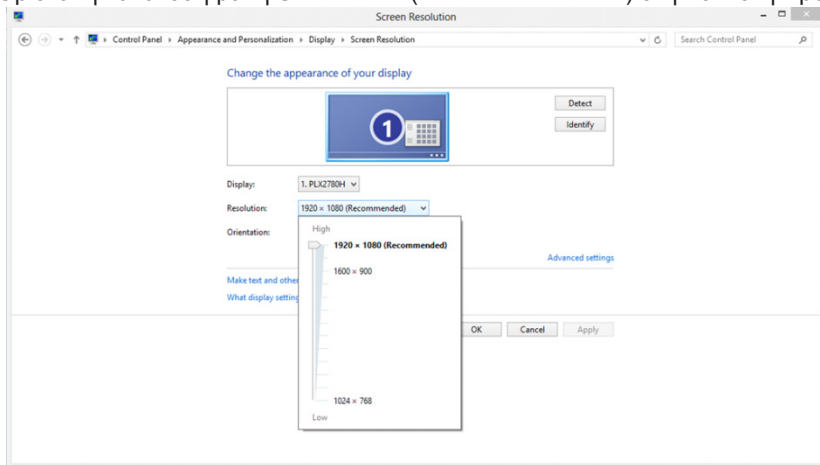 Screen Resolution
Control Panel ▸ Appearance and Personalization ▸ Display ▸ Screen Resolution
Search Control Panel
Change the appearance of your display
1
Detect
Identify
Display: 1. PLX2780H
Resolution: 1920 × 1080 (Recommended)
Orientation:
High
1920 × 1080 (Recommended)
1600 × 900
1024 × 768
Low
Advanced settings
Make text and other
What display setting
OK Cancel Apply